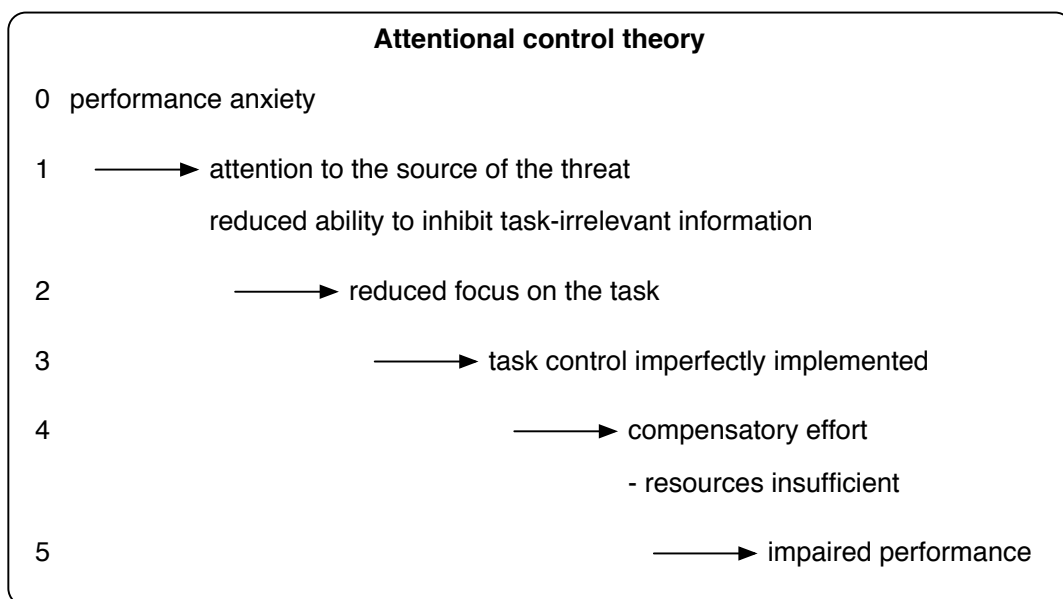 Attentional control theory
0 performance anxiety
1 attention to the source of the threat
reduced ability to inhibit task-irrelevant information
2 reduced focus on the task
3 task control imperfectly implemented
4 compensatory effort
- resources insufficient
5 impaired performance